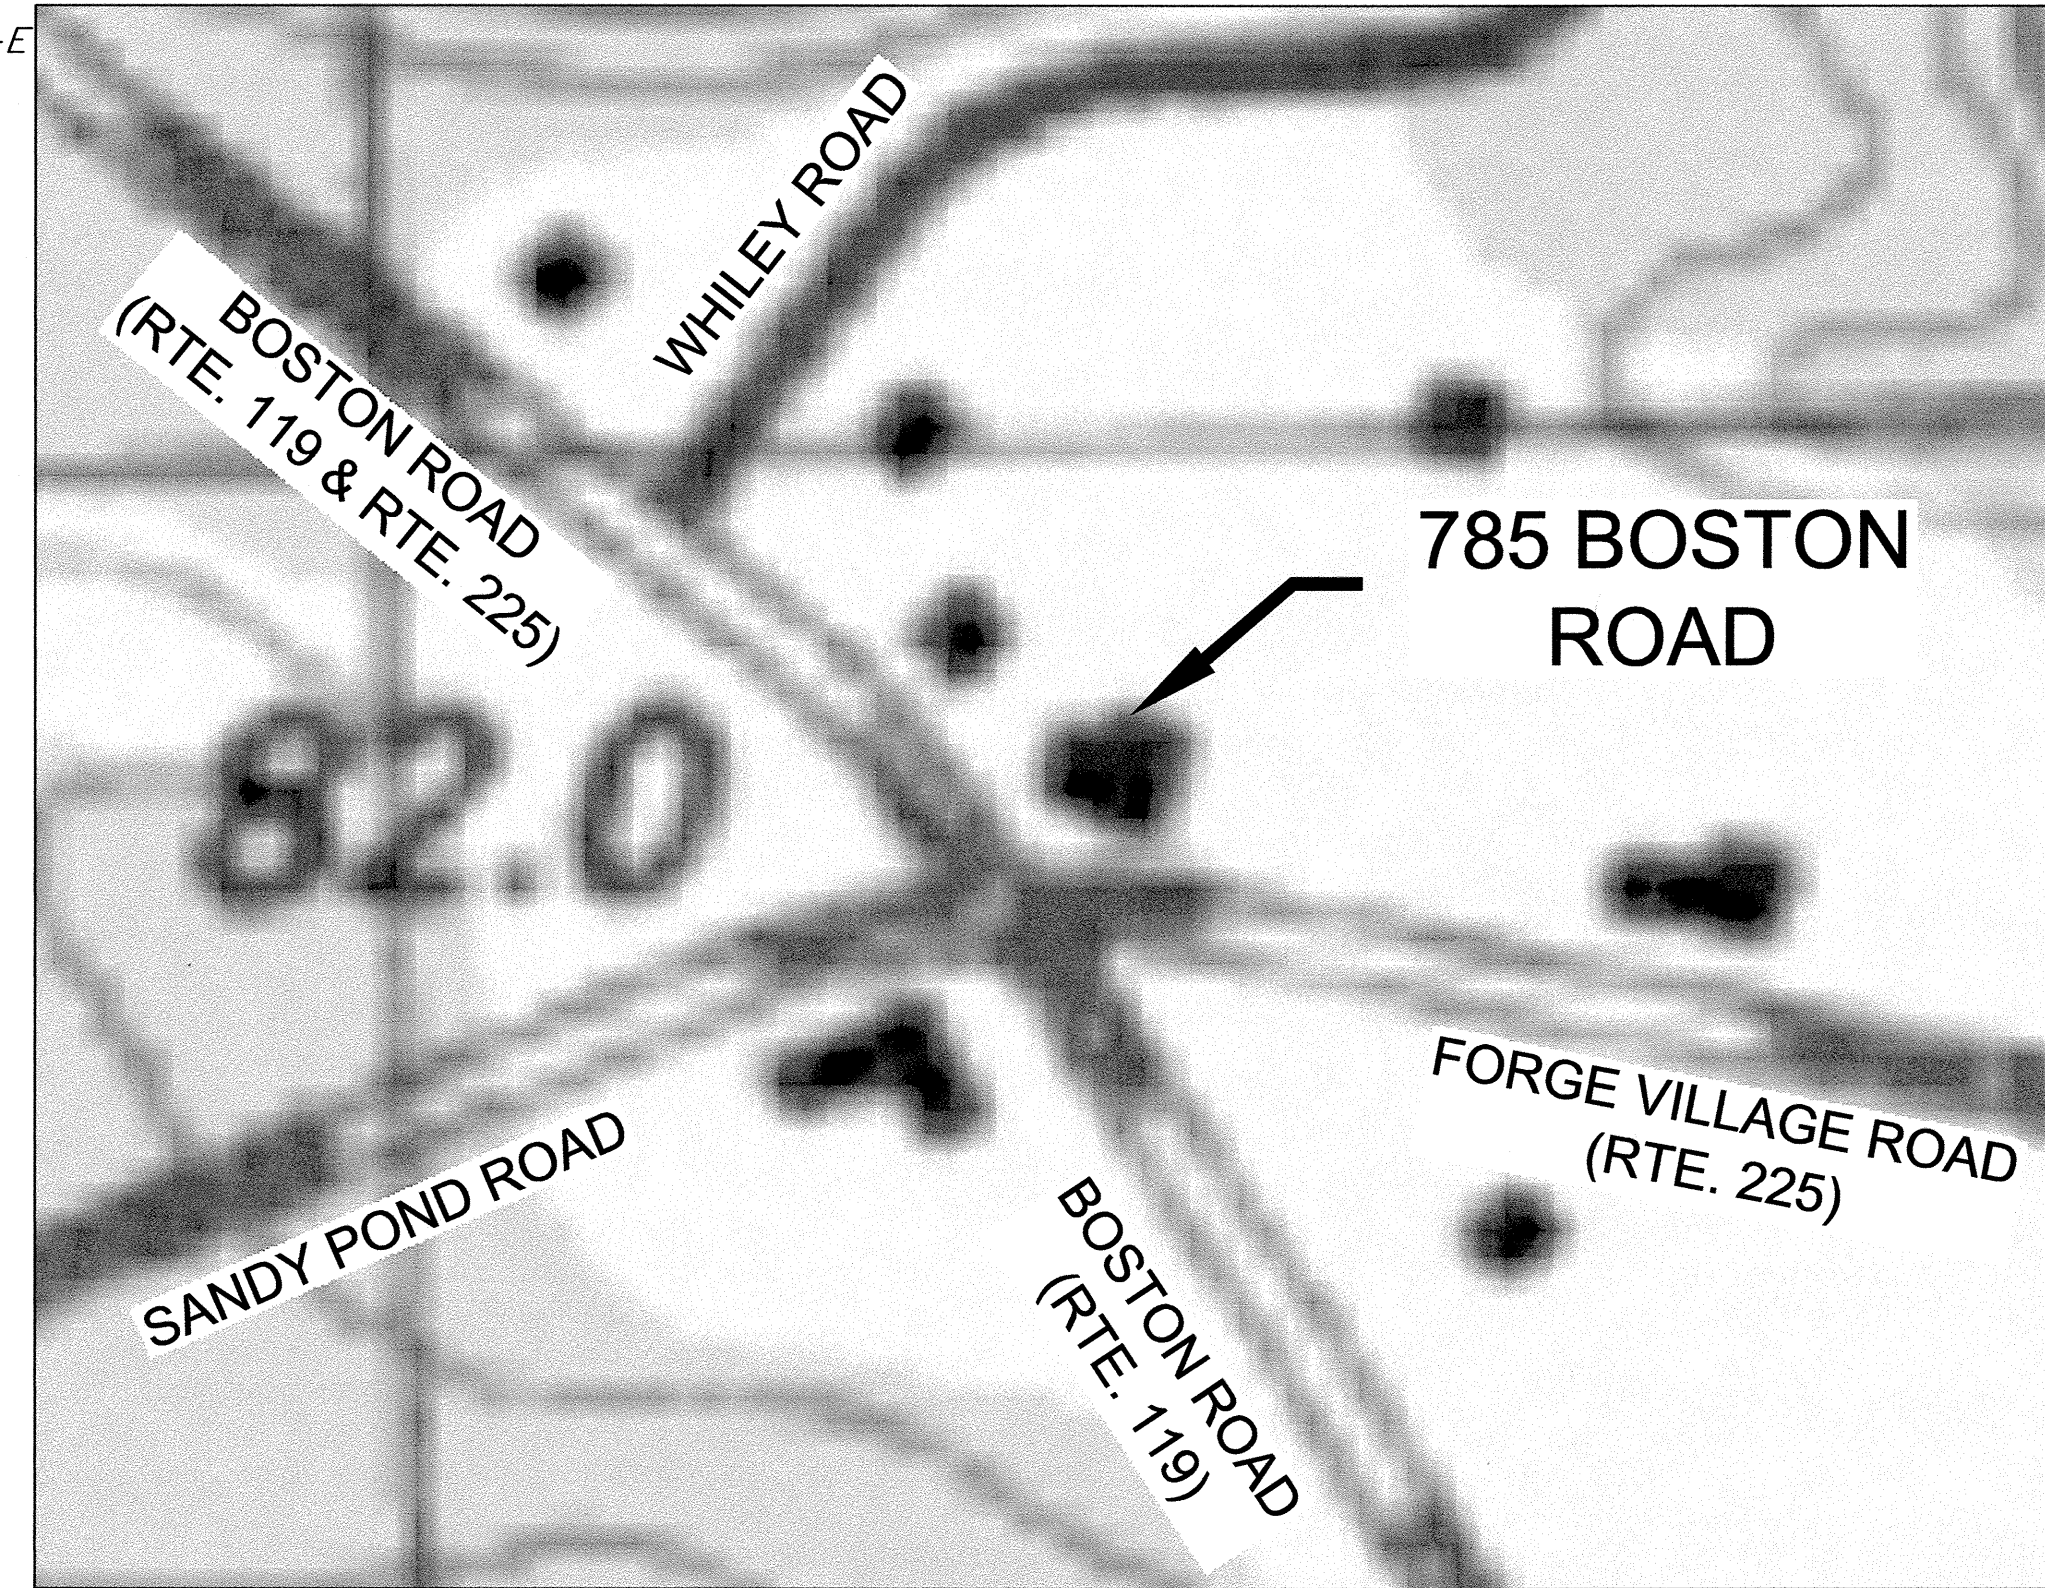 -E
WHILEY ROAD
BOSTON ROAD
(RTE. 119 & RTE. 225)
785 BOSTON
ROAD
82.0
FORGE VILLAGE ROAD
(RTE. 225)
SANDY POND ROAD
BOSTON ROAD
(RTE. 119)